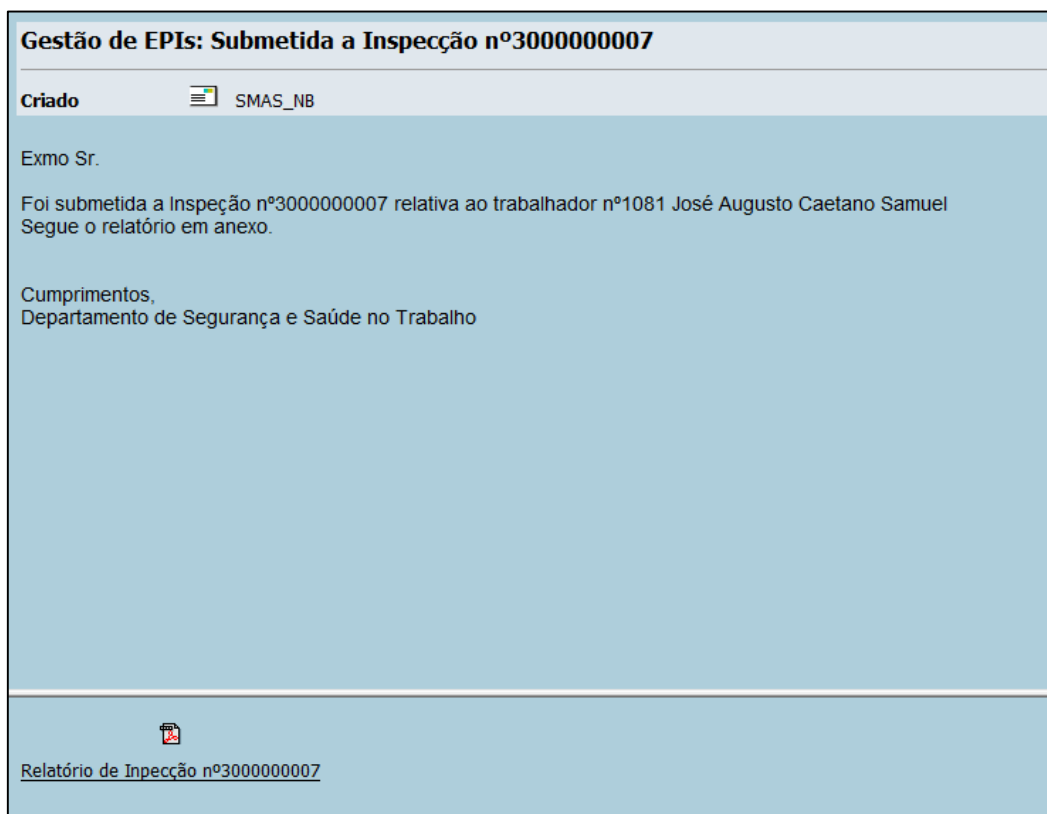 Gestão de EPIs: Submetida a Inspecção nº3000000007
Criado SMAS_NB
Exmo Sr.
Foi submetida a Inspeção nº3000000007 relativa ao trabalhador nº1081 José Augusto Caetano Samuel
Segue o relatório em anexo.
Cumprimentos,
Departamento de Segurança e Saúde no Trabalho
Relatório de Inpecção nº3000000007